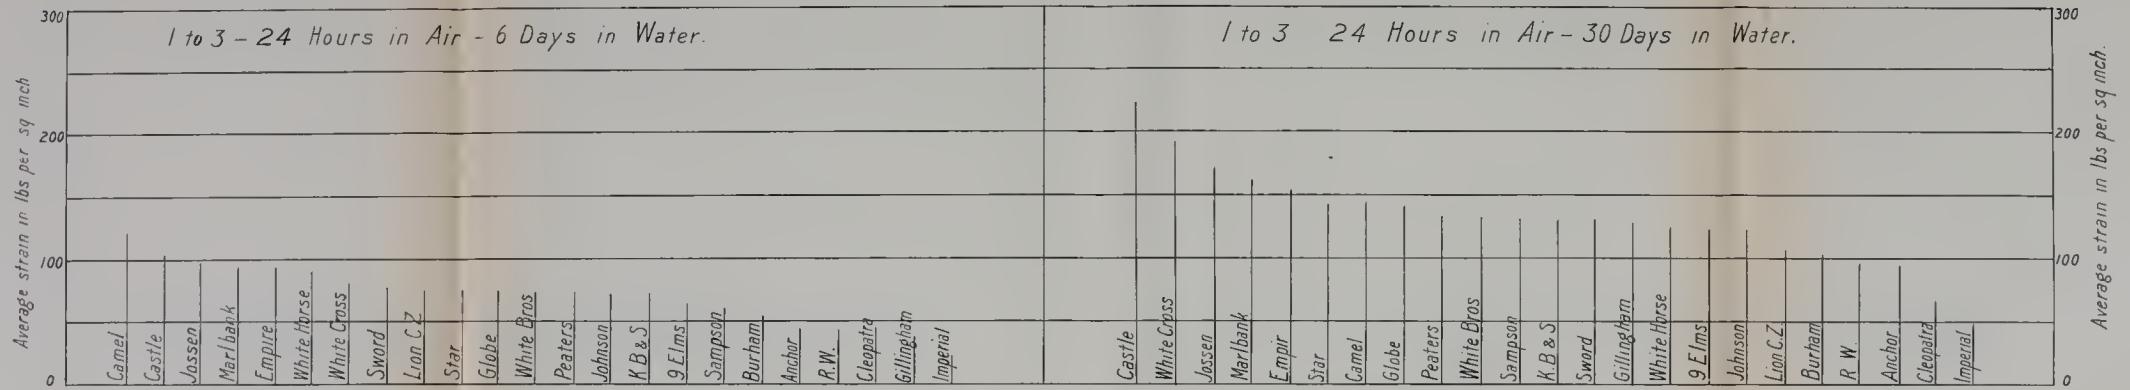 300
200
100
0
Average strain in lbs per sq inch
1 to 3 - 24 Hours in Air - 6 Days in Water.
Camel
Castle
Jossen
Marlbank
Empire
White Horse
White Cross
Sword
Lion C Z
Star
Globe
White Bros
Peaters
Johnson
K. B & S
9 Elms
Sampson
Burham
Anchor
R. W.
Cleopatra
Gillingham
Imperial
1 to 3 24 Hours in Air - 30 Days in Water.
Castle
White Cross
Jossen
Marlbank
Empir
Star
Camel
Globe
Peaters
White Bros
Sampson
K. B & S
Sword
Gillingham
White Horse
9 Elms
Johnson
Lion C. Z
Burham
R W.
Anchor
Cleopatra
Imperial
300
200
100
0
Average strain in lbs per sq inch.